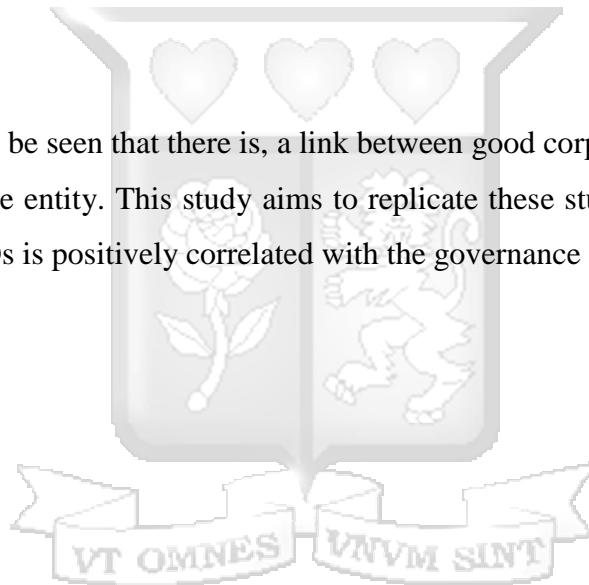 be seen that there is, a link between good corp
e entity. This study aims to replicate these stu
s is positively correlated with the governance
VT OMNES VNVM SINT